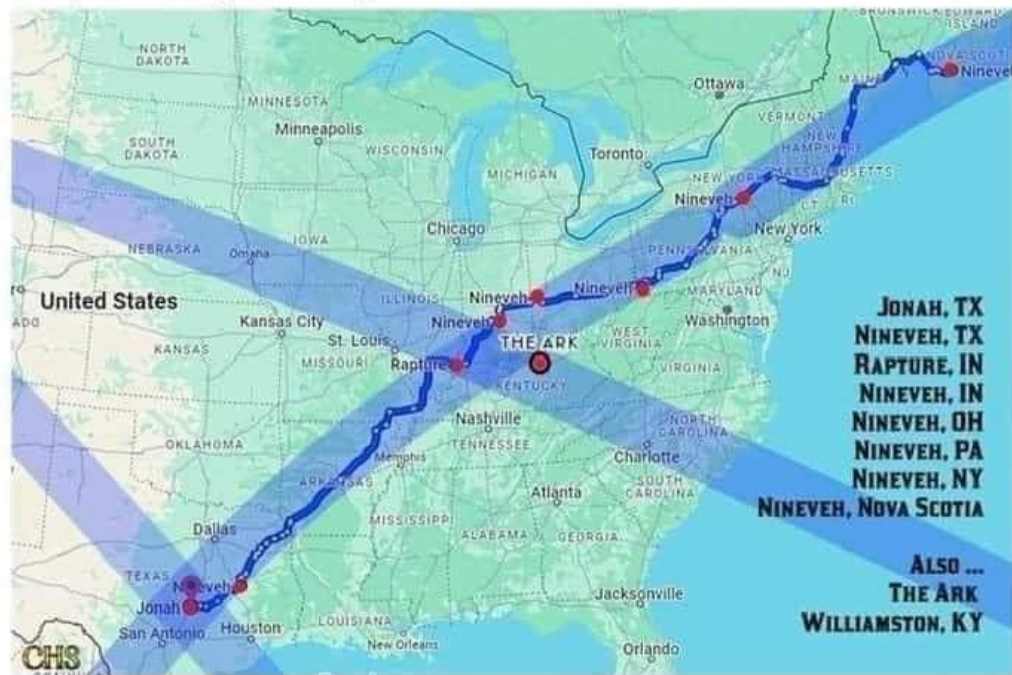 BRUNSWICK
EDWARD
ISLAND
NORTH
DAKOTA
NOVA SCOTIA
Nineveh
Ottawa
MAINE
MINNESOTA
Minneapolis
VERMONT
SOUTH
DAKOTA
WISCONSIN
NEW
HAMPSHIRE
Toronto
MICHIGAN
NEW YORK
MASSACHUSETTS
CT
RI
Nineveh
Chicago
New York
IOWA
NEBRASKA
Omaha
PENNSYLVANIA
NJ
United States
ILLINOIS
Nineveh
Nineveh
MARYLAND
JONAH, TX
Kansas City
Nineveh
Washington
NINEVEH, TX
St. Louis
THE ARK
WEST
VIRGINIA
KANSAS
MISSOURI
Rapture
VIRGINIA
RAPTURE, IN
KENTUCKY
NINEVEH, IN
Nashville
NORTH
CAROLINA
NINEVEH, OH
OKLAHOMA
TENNESSEE
Memphis
Charlotte
NINEVEH, PA
ARKANSAS
Atlanta
SOUTH
CAROLINA
NINEVEH, NY
MISSISSIPPI
NINEVEH, NOVA SCOTIA
Dallas
ALABAMA
GEORGIA
ALSO ...
TEXAS
Nineveh
Jacksonville
THE ARK
Jonah
LOUISIANA
WILLIAMSTON, KY
San Antonio
Houston
New Orleans
Orlando
CHS